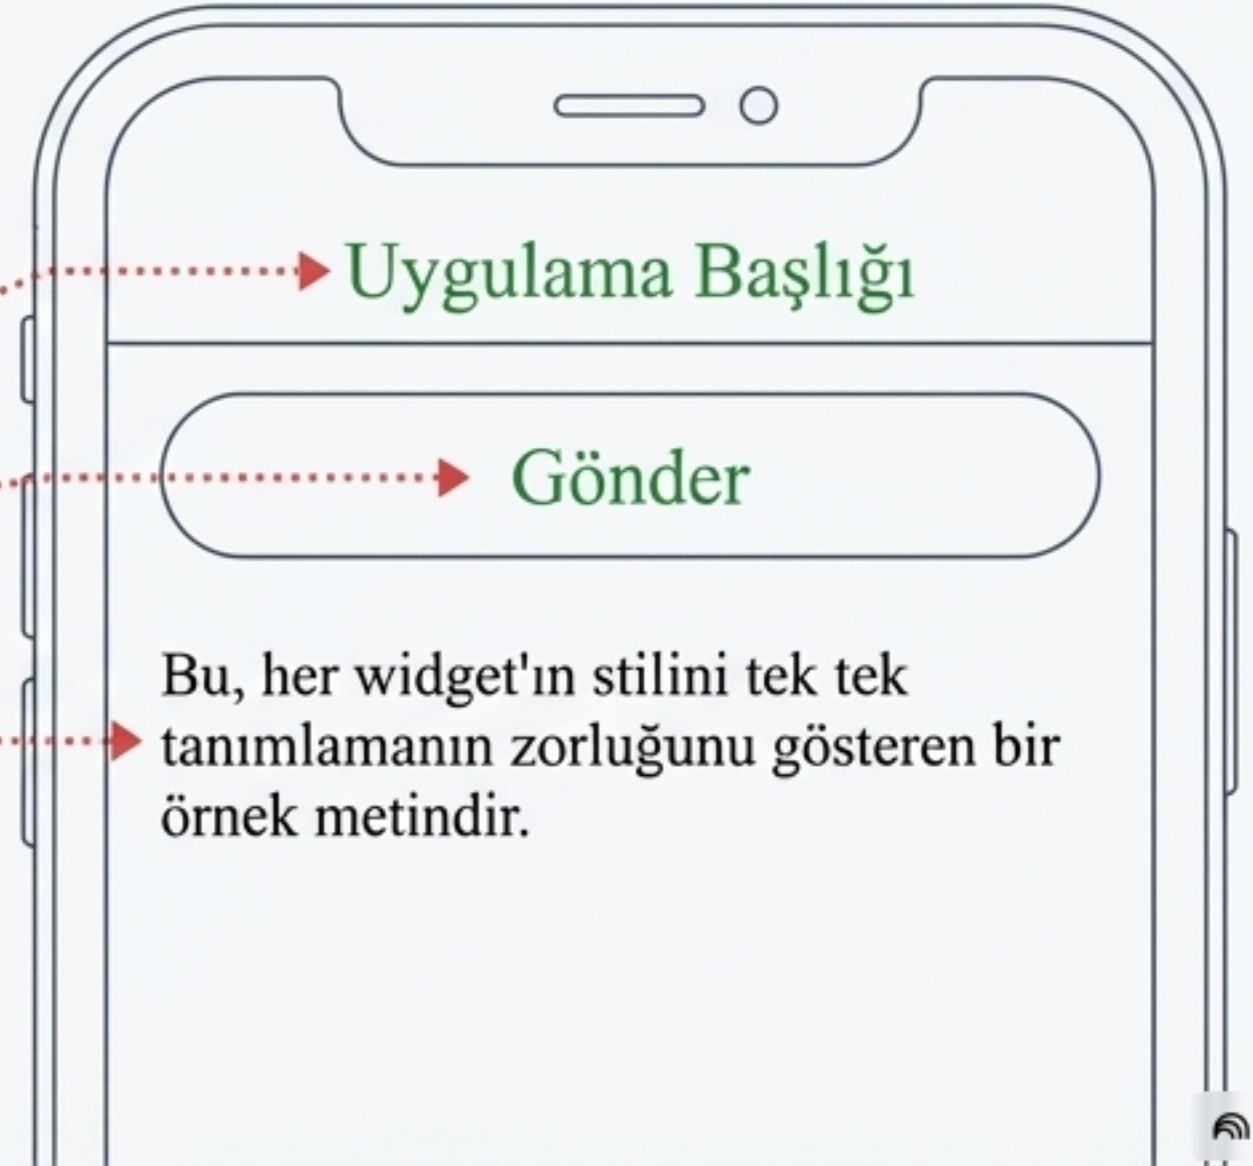 Uygulama Başlığı
Gönder
Bu, her widget'ın stilini tek tek
tanımlamanın zorluğunu gösteren bir
örnek metindir.